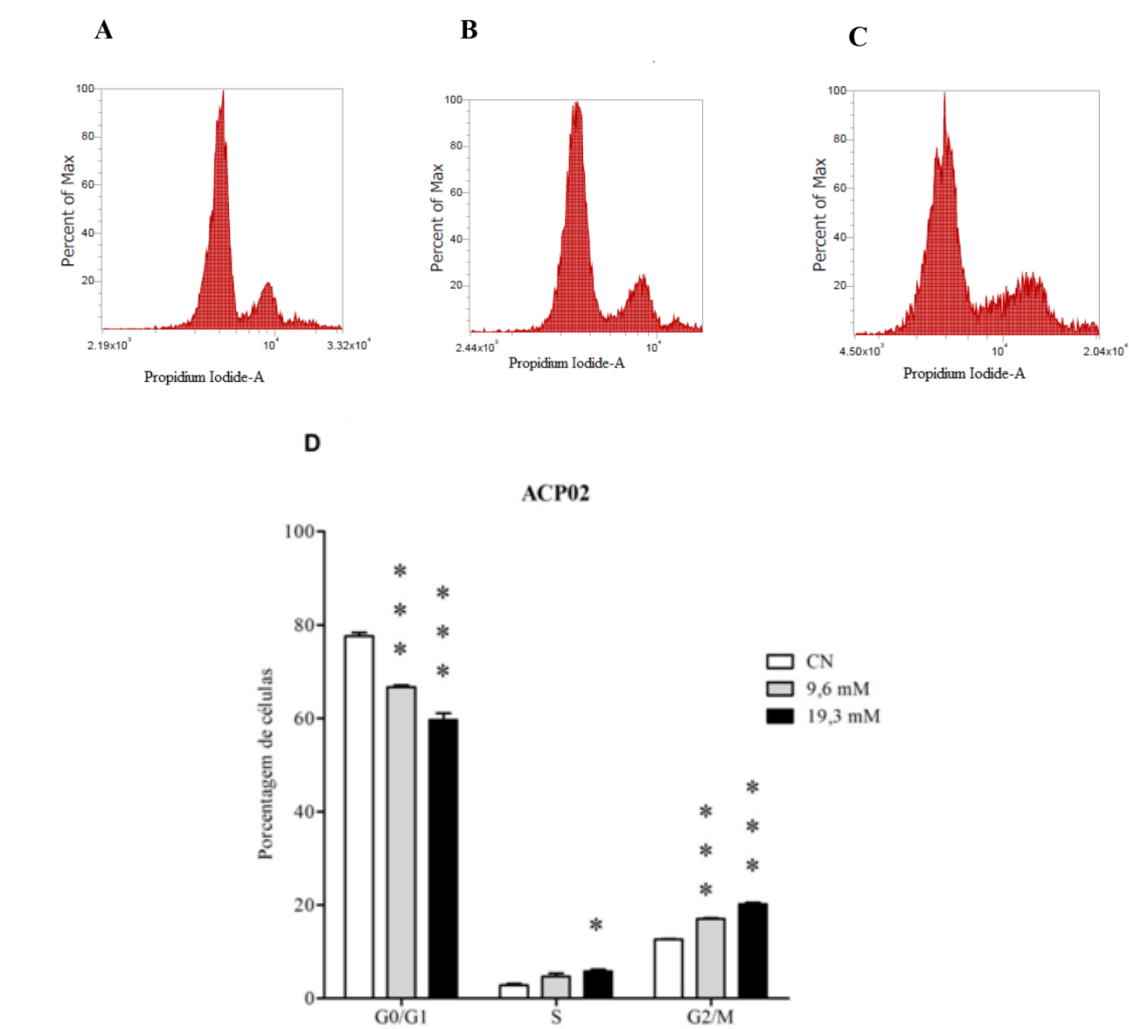 A
B
C
Percent of Max
100
80
60
40
20
2.19x10³
10⁴
3.32x10⁴
Propidium Iodide-A
Percent of Max
100
80
60
40
20
2.44x10³
10⁴
Propidium Iodide-A
Percent of Max
100
80
60
40
20
4.50x10³
10⁴
2.04x10⁴
Propidium Iodide-A
D
ACP02
Porcentagem de células
100
80
60
40
20
0
* * *
* * *
*
* * *
* * *
G0/G1
S
G2/M
CN
9,6 mM
19,3 mM